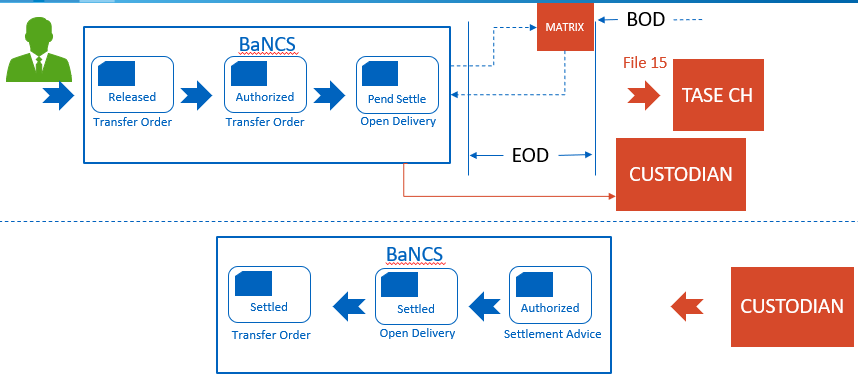 BaNCS
Released
Transfer Order
Authorized
Transfer Order
Pend Settle
Open Delivery
MATRIX
BOD
EOD
File 15
TASE CH
CUSTODIAN
BaNCS
Settled
Transfer Order
Settled
Open Delivery
Authorized
Settlement Advice
CUSTODIAN